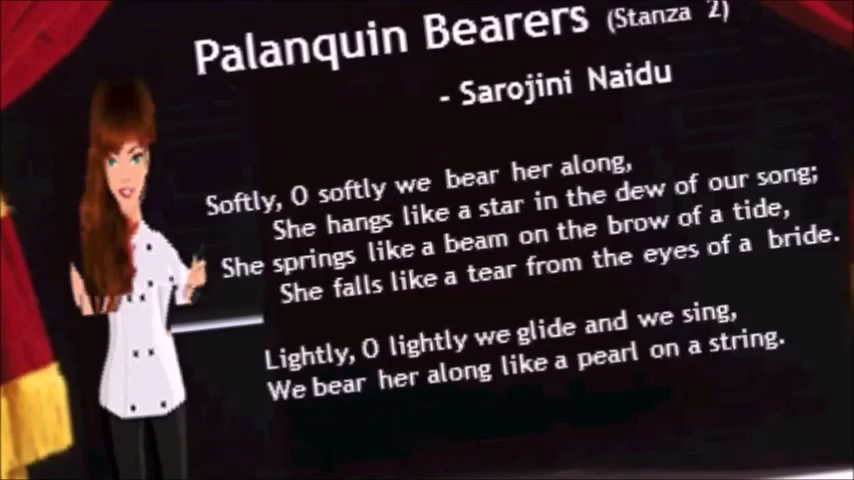 Palanquin Bearers (Stanza 2)
- Sarojini Naidu
Softly, O softly we bear her along,
She hangs like a star in the dew of our song;
She springs like a beam on the brow of a tide,
She falls like a tear from the eyes of a bride.
Lightly, O lightly we glide and we sing,
We bear her along like a pearl on a string.